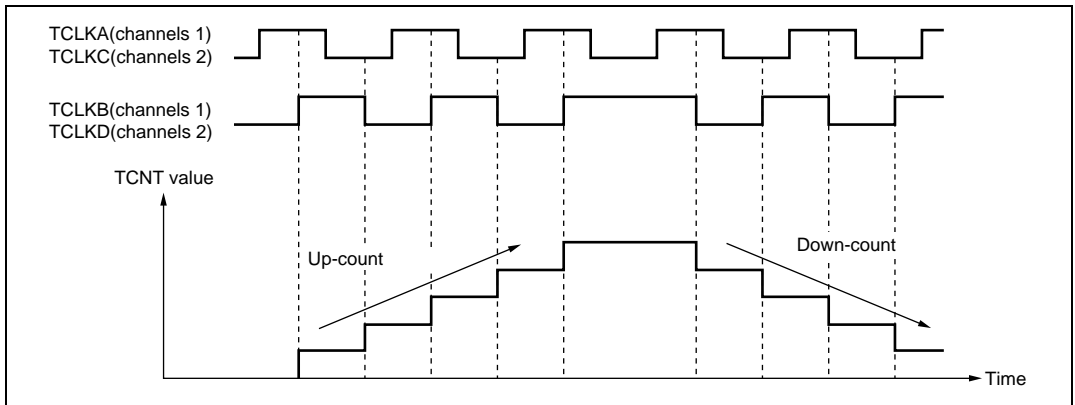 TCLKA(channels 1)
TCLKC(channels 2)
TCLKB(channels 1)
TCLKD(channels 2)
TCNT value
Up-count
Down-count
Time